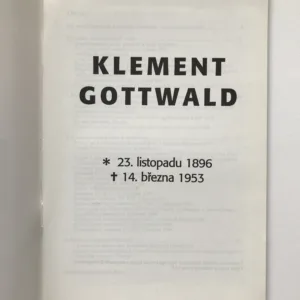 KLEMENT
GOTTWALD
* 23. listopadu 1896
✝ 14. března 1953